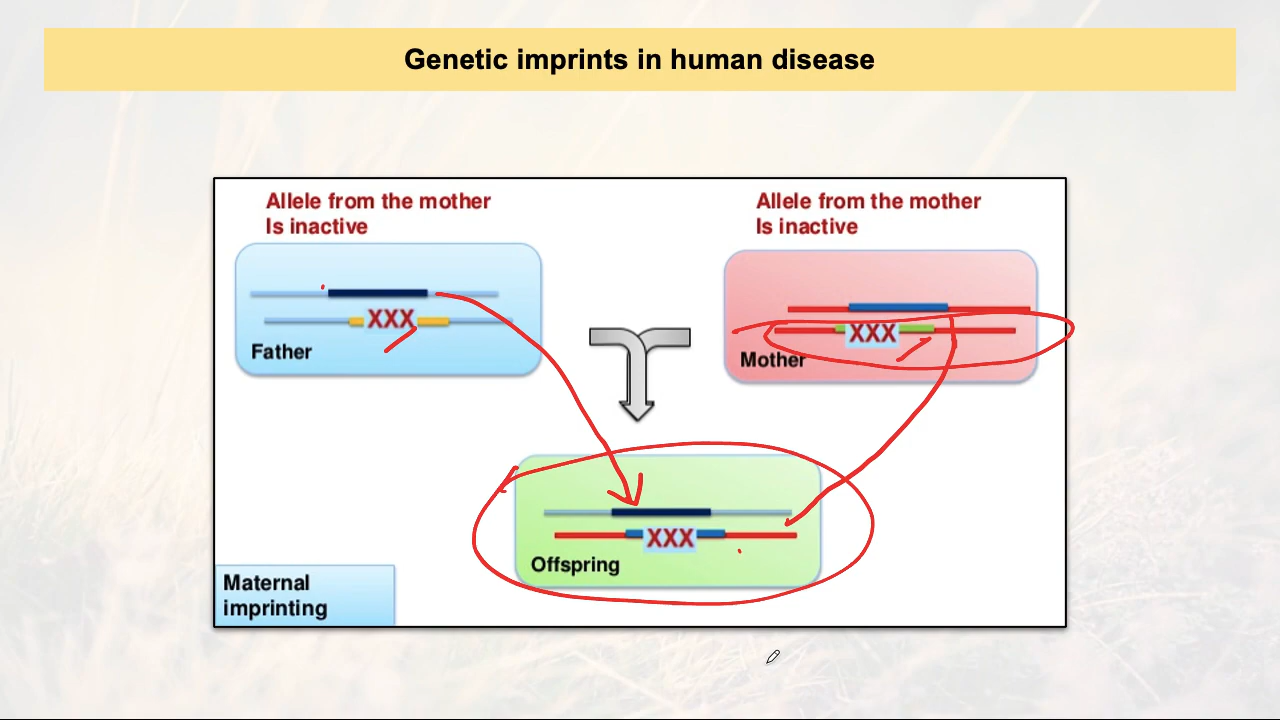 Genetic imprints in human disease
Allele from the mother
Is inactive
Allele from the mother
Is inactive
XXX
Father
XXX
Mother
XXX
Offspring
Maternal
imprinting